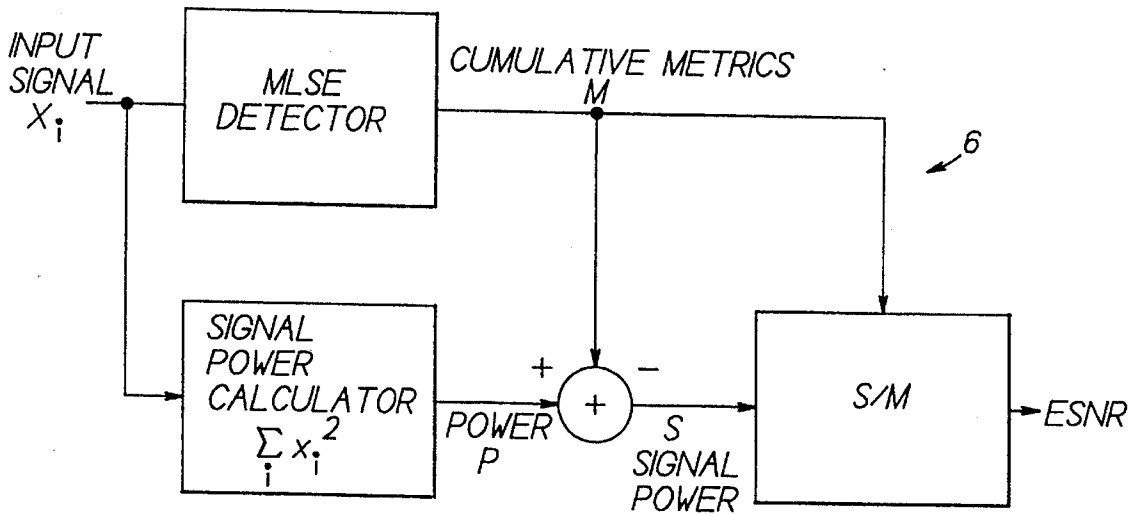 INPUT
SIGNAL
Xi
MLSE
DETECTOR
CUMULATIVE METRICS
M
6
SIGNAL
POWER
CALCULATOR
∑i xi²
+
−
+
POWER
P
S
SIGNAL
POWER
S/M
ESNR